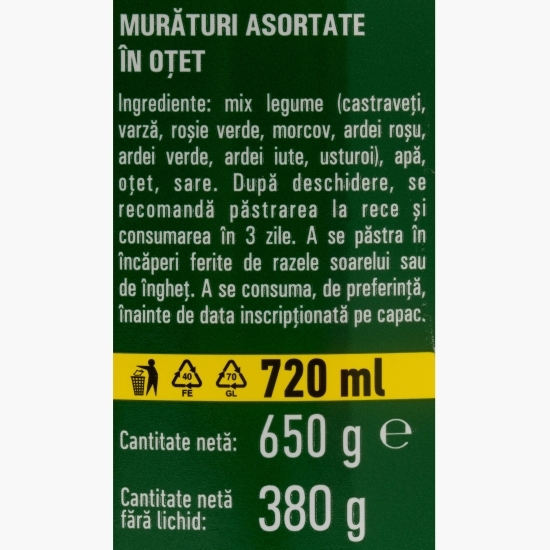 MURĂTURI ASORTATE
ÎN OȚET
Ingrediente: mix legume (castraveți,
varză, roșie verde, morcov, ardei roșu,
ardei verde, ardei iute, usturoi), apă,
oțet, sare. După deschidere, se
recomandă păstrarea la rece și
consumarea în 3 zile. A se păstra în
încăperi ferite de razele soarelui sau
de îngheț. A se consuma, de preferință,
înainte de data inscripționată pe capac.
40 FE 70 GL 720 ml
Cantitate netă: 650 g ℮
Cantitate netă
fără lichid: 380 g